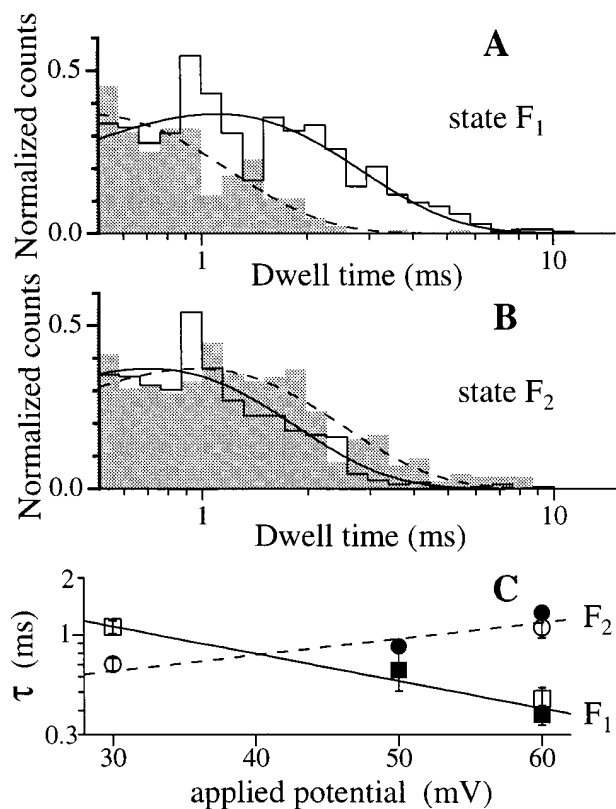 A
Normalized counts
0.5
0.0
state F1
1
10
Dwell time (ms)
B
Normalized counts
0.5
0.0
state F2
1
10
Dwell time (ms)
C
τ (ms)
2
1
0.3
F2
F1
30
40
50
60
applied potential (mV)